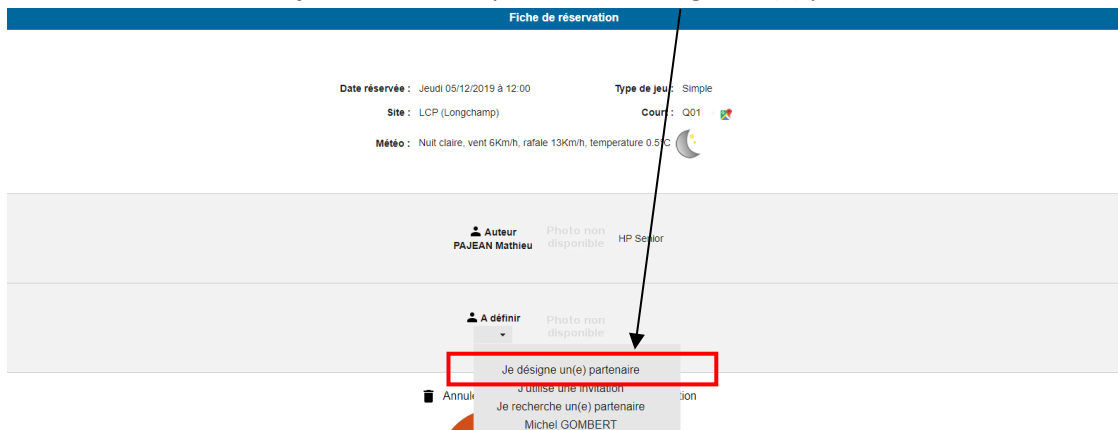 Fiche de réservation
Date réservée : Jeudi 05/12/2019 à 12:00 Type de jeu : Simple
Site : LCP (Longchamp) Court : Q01
Météo : Nuit claire, vent 6Km/h, rafale 13Km/h, temperature 0.5°C
Auteur
PAJEAN Mathieu
Photo non
disponible
HP Senior
A définir
Photo non
disponible
Je désigne un(e) partenaire
J'utilise une invitation
Je recherche un(e) partenaire
Michel GOMBERT